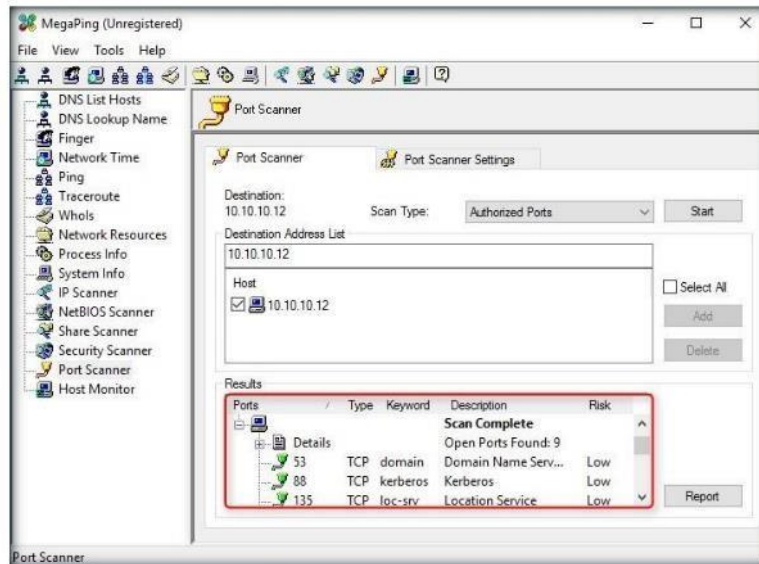 MegaPing (Unregistered)
File View Tools Help
DNS List Hosts
DNS Lookup Name
Finger
Network Time
Ping
Traceroute
WhoIs
Network Resources
Process Info
System Info
IP Scanner
NetBIOS Scanner
Share Scanner
Security Scanner
Port Scanner
Host Monitor
Port Scanner
Port Scanner
Port Scanner Settings
Destination:
10.10.10.12
Scan Type: Authorized Ports
Start
Destination Address List
10.10.10.12
Host
10.10.10.12
Select All
Add
Delete
Results
Ports Type Keyword Description Risk
Scan Complete
Details Open Ports Found: 9
53 TCP domain Domain Name Serv... Low
88 TCP kerberos Kerberos Low
135 TCP loc-srv Location Service Low
Report
Port Scanner